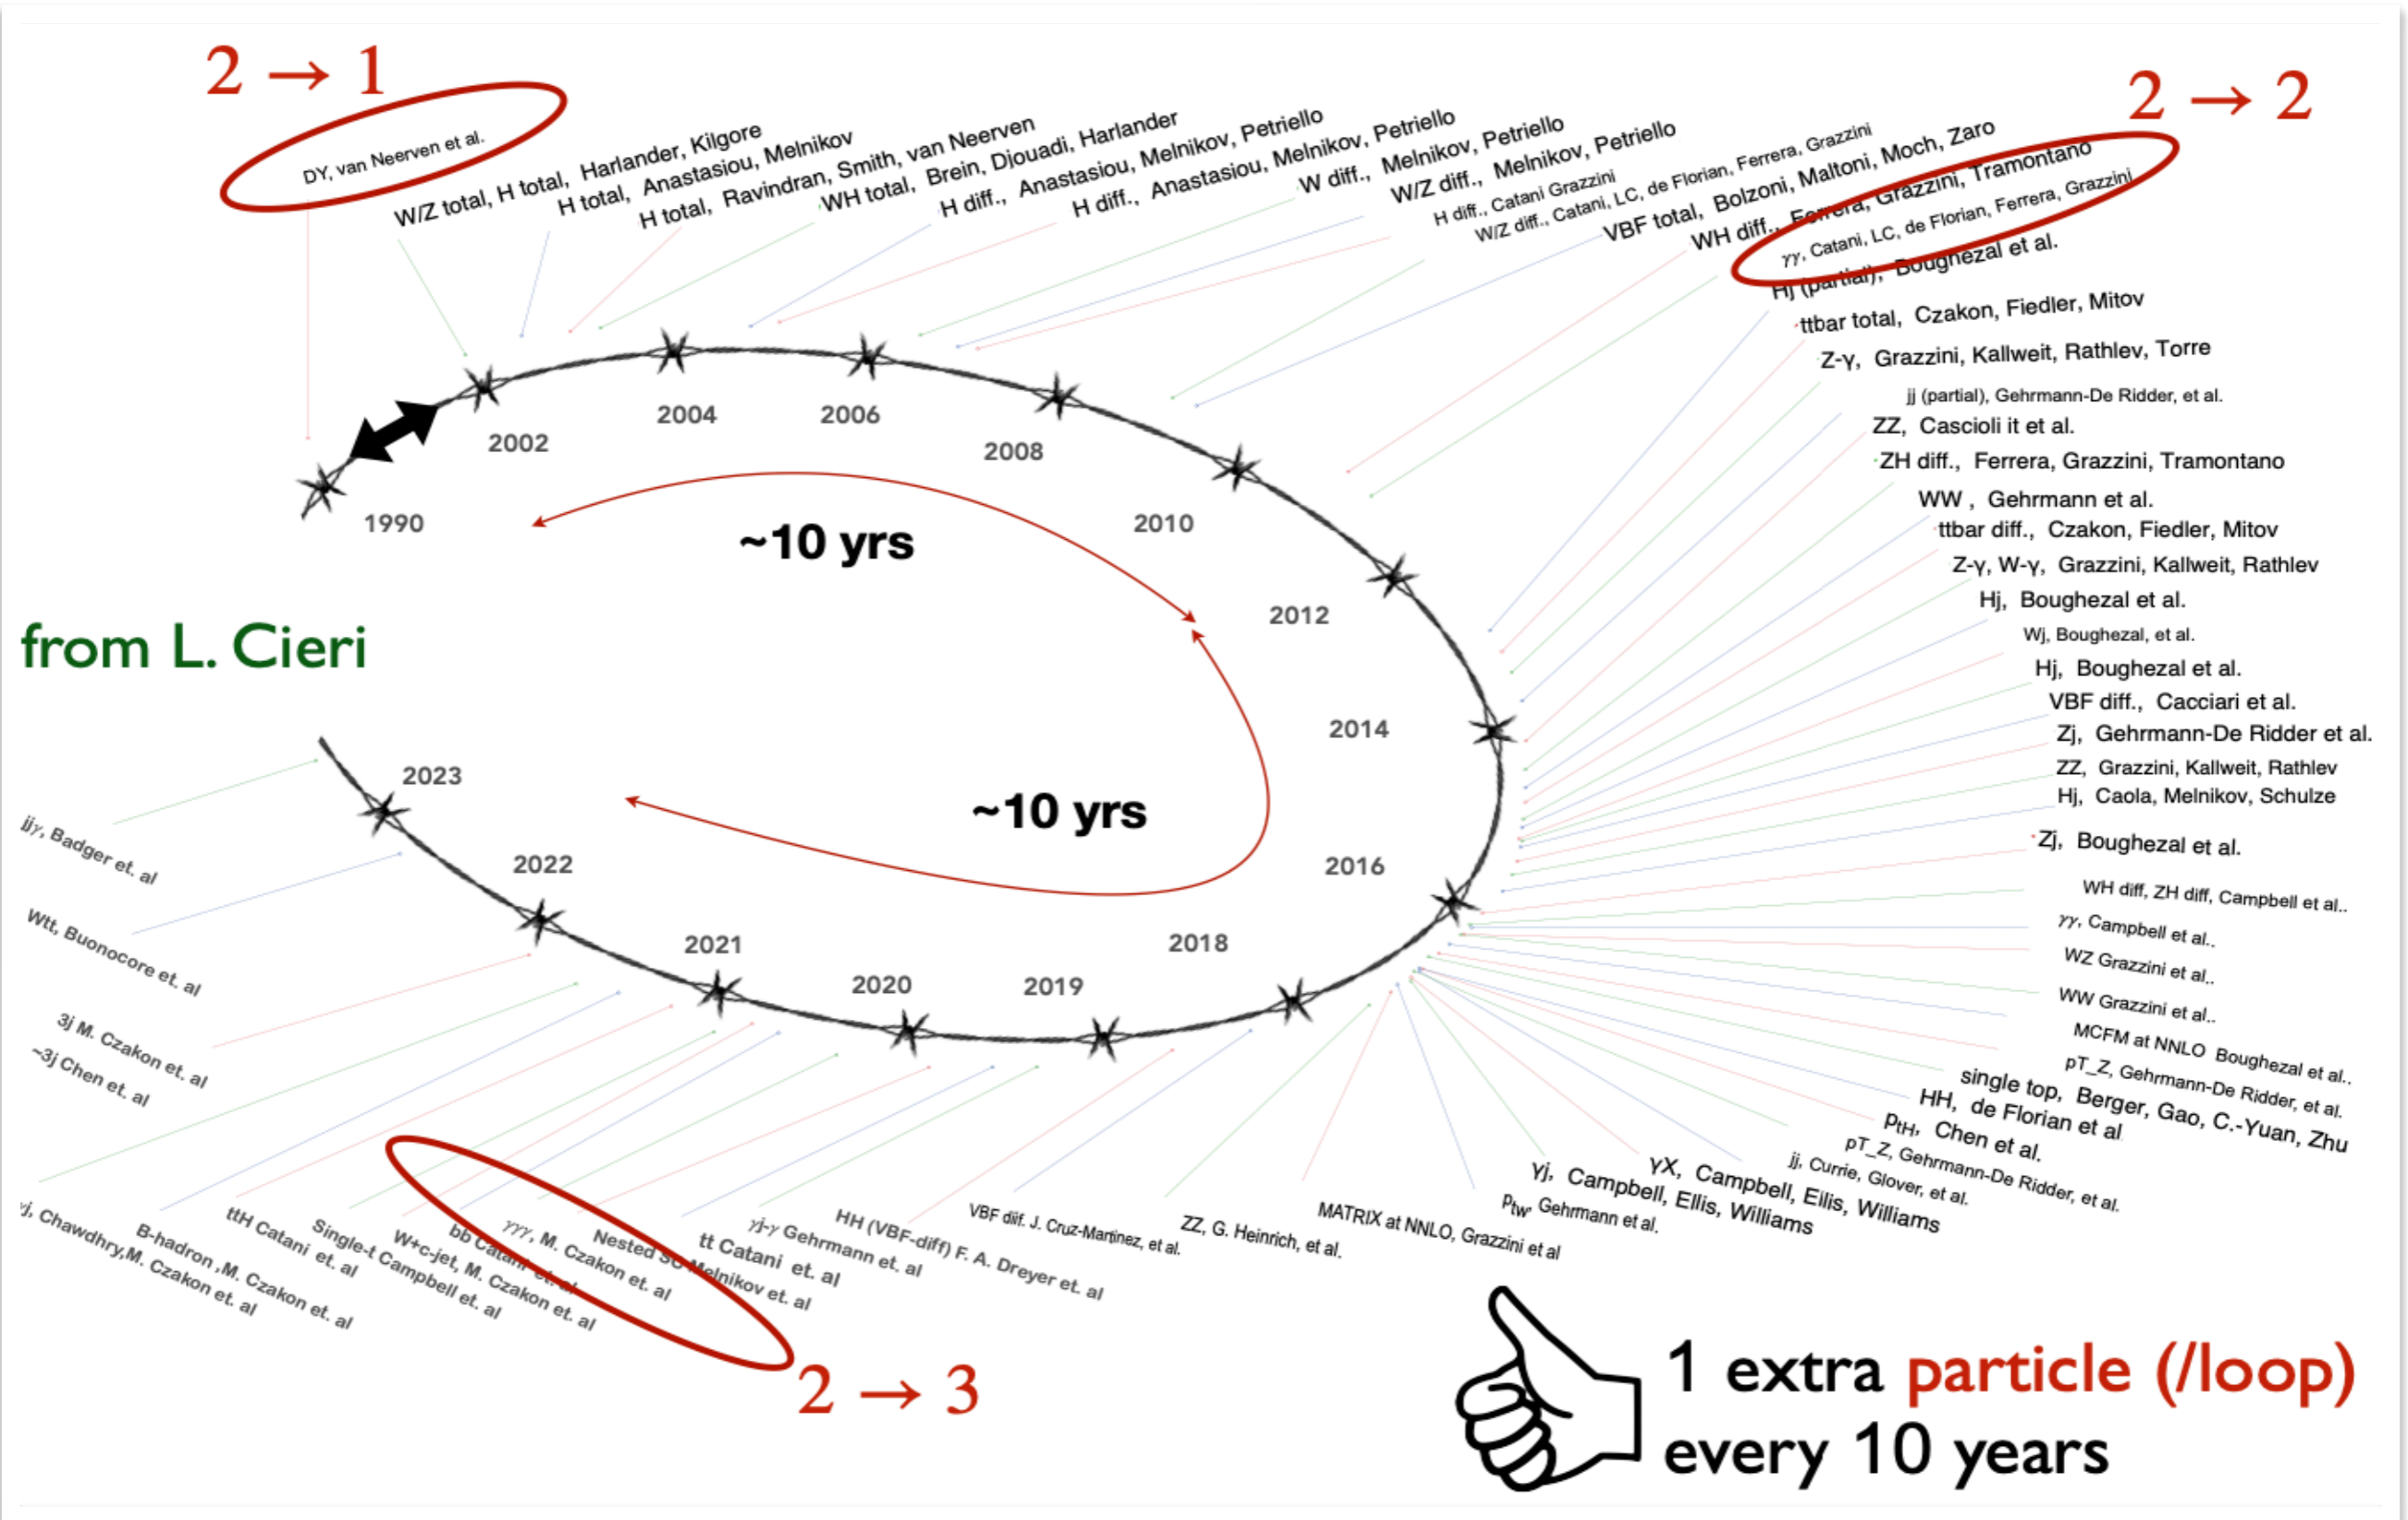 2 → 1
2 → 2
DY, van Neerven et al.
W/Z total, H total, Harlander, Kilgore
H total, Anastasiou, Melnikov
H total, Ravindran, Smith, van Neerven
WH total, Brein, Djouadi, Harlander
H diff., Anastasiou, Melnikov, Petriello
H diff., Anastasiou, Melnikov, Petriello
W diff., Melnikov, Petriello
W/Z diff., Melnikov, Petriello
H diff., Catani Grazzini
W/Z diff., Catani, LC, de Florian, Ferrera, Grazzini
VBF total, Bolzoni, Maltoni, Moch, Zaro
WH diff., Ferrera, Grazzini, Tramontano
γγ, Catani, LC, de Florian, Ferrera, Grazzini
Hj (partial), Boughezal et al.
ttbar total, Czakon, Fiedler, Mitov
Z-γ, Grazzini, Kallweit, Rathlev, Torre
jj (partial), Gehrmann-De Ridder, et al.
ZZ, Cascioli it et al.
ZH diff., Ferrera, Grazzini, Tramontano
WW , Gehrmann et al.
ttbar diff., Czakon, Fiedler, Mitov
Z-γ, W-γ, Grazzini, Kallweit, Rathlev
Hj, Boughezal et al.
Wj, Boughezal, et al.
Hj, Boughezal et al.
VBF diff., Cacciari et al.
Zj, Gehrmann-De Ridder et al.
ZZ, Grazzini, Kallweit, Rathlev
Hj, Caola, Melnikov, Schulze
Zj, Boughezal et al.
WH diff, ZH diff, Campbell et al..
γγ, Campbell et al..
WZ Grazzini et al..
WW Grazzini et al..
MCFM at NNLO Boughezal et al..
pT_Z, Gehrmann-De Ridder, et al.
single top, Berger, Gao, C.-Yuan, Zhu
HH, de Florian et al
ptH, Chen et al.
pT_Z, Gehrmann-De Ridder, et al.
jj, Currie, Glover, et al.
γX, Campbell, Ellis, Williams
γj, Campbell, Ellis, Williams
ptw, Gehrmann et al.
MATRIX at NNLO, Grazzini et al
ZZ, G. Heinrich, et al.
VBF diif. J. Cruz-Martinez, et al.
HH (VBF-diff) F. A. Dreyer et. al
γj-γ Gehrmann et. al
tt Catani et. al
Nested SC Melnikov et. al
γγγ, M. Czakon et. al
bb Catani et. al
W+c-jet, M. Czakon et. al
Single-t Campbell et. al
ttH Catani et. al
B-hadron ,M. Czakon et. al
γj, Chawdhry,M. Czakon et. al
~3j Chen et. al
3j M. Czakon et. al
Wtt, Buonocore et. al
jjγ, Badger et. al
1990
2002
2004
2006
2008
2010
2012
2014
2016
2018
2019
2020
2021
2022
2023
~10 yrs
~10 yrs
from L. Cieri
2 → 3
1 extra particle (/loop)
every 10 years